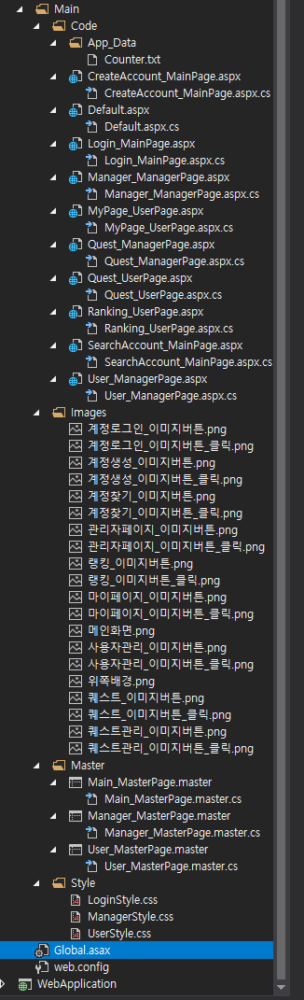 Main
Code
App_Data
Counter.txt
CreateAccount_MainPage.aspx
CreateAccount_MainPage.aspx.cs
Default.aspx
Default.aspx.cs
Login_MainPage.aspx
Login_MainPage.aspx.cs
Manager_ManagerPage.aspx
Manager_ManagerPage.aspx.cs
MyPage_UserPage.aspx
MyPage_UserPage.aspx.cs
Quest_ManagerPage.aspx
Quest_ManagerPage.aspx.cs
Quest_UserPage.aspx
Quest_UserPage.aspx.cs
Ranking_UserPage.aspx
Ranking_UserPage.aspx.cs
SearchAccount_MainPage.aspx
SearchAccount_MainPage.aspx.cs
User_ManagerPage.aspx
User_ManagerPage.aspx.cs
Images
계정로그인_이미지버튼.png
계정로그인_이미지버튼_클릭.png
계정생성_이미지버튼.png
계정생성_이미지버튼_클릭.png
계정찾기_이미지버튼.png
계정찾기_이미지버튼_클릭.png
관리자페이지_이미지버튼.png
관리자페이지_이미지버튼_클릭.png
랭킹_이미지버튼.png
랭킹_이미지버튼_클릭.png
마이페이지_이미지버튼.png
마이페이지_이미지버튼_클릭.png
메인화면.png
사용자관리_이미지버튼.png
사용자관리_이미지버튼_클릭.png
위쪽배경.png
퀘스트_이미지버튼.png
퀘스트_이미지버튼_클릭.png
퀘스트관리_이미지버튼.png
퀘스트관리_이미지버튼_클릭.png
Master
Main_MasterPage.master
Main_MasterPage.master.cs
Manager_MasterPage.master
Manager_MasterPage.master.cs
User_MasterPage.master
User_MasterPage.master.cs
Style
LoginStyle.css
ManagerStyle.css
UserStyle.css
Global.asax
web.config
WebApplication